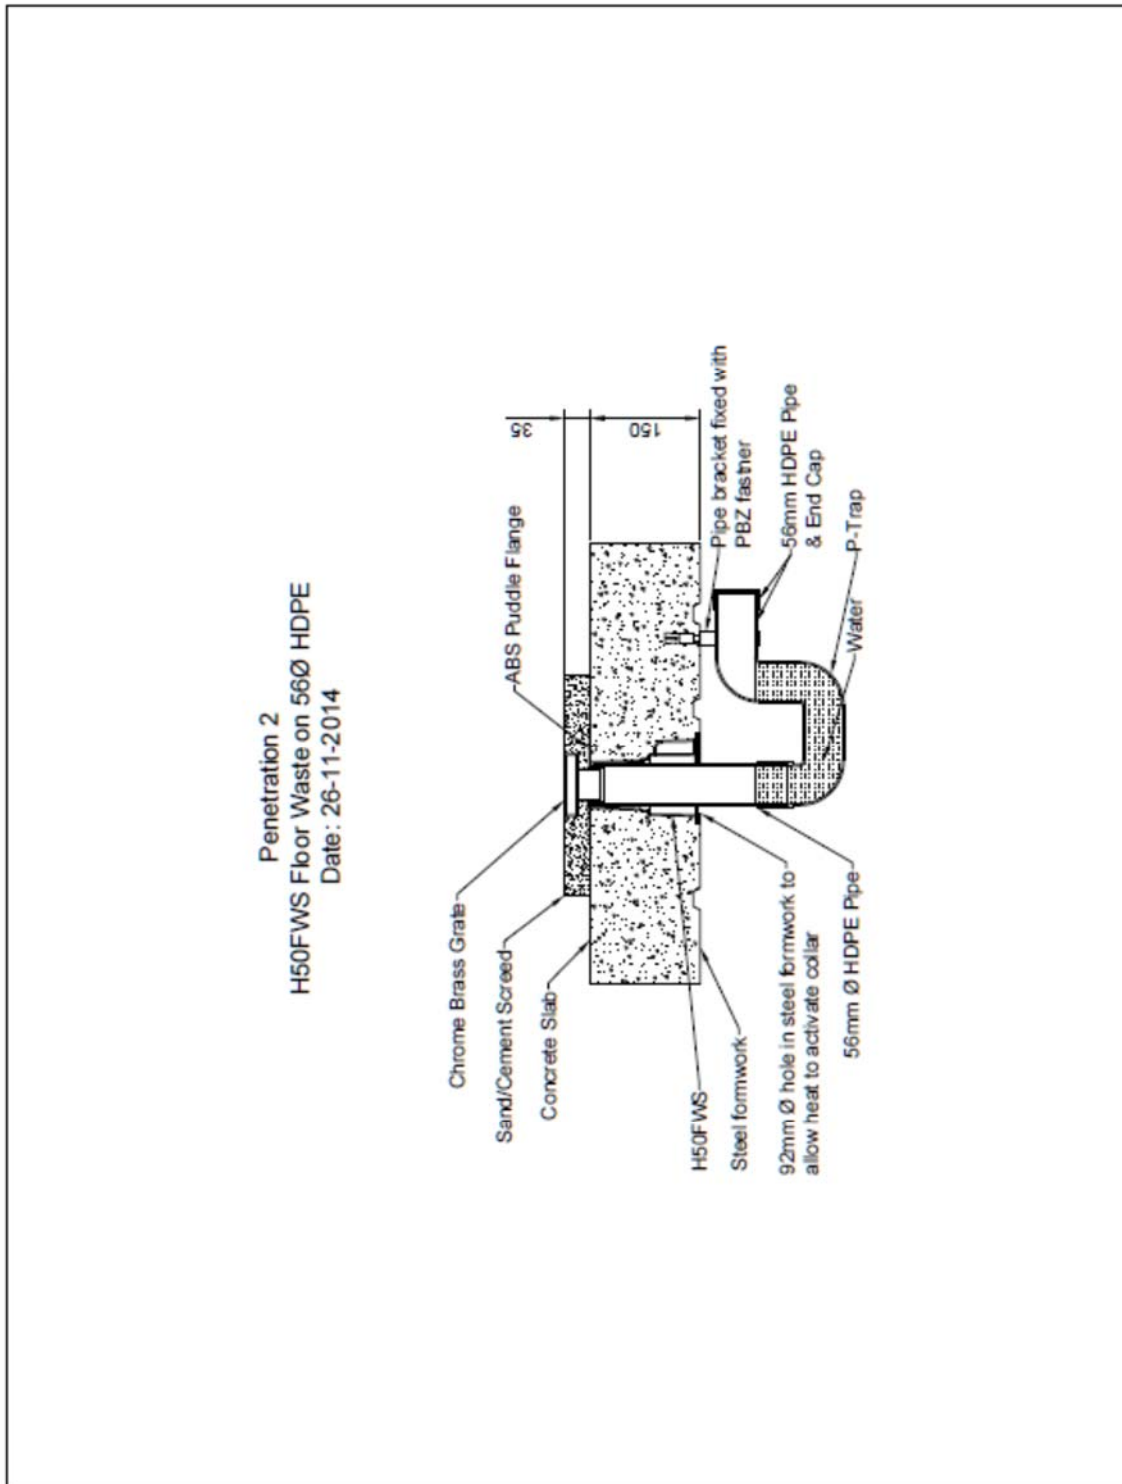 Penetration 2
H50FWS Floor Waste on 56Ø HDPE
Date: 26-11-2014
Chrome Brass Grate
Sand/Cement Screed
Concrete Slab
H50FWS
Steel formwork
92mm Ø hole in steel formwork to
allow heat to activate collar
56mm Ø HDPE Pipe
ABS Puddle Flange
35
150
Pipe bracket fixed with
PBZ fastner
56mm HDPE Pipe
& End Cap
P-Trap
Water